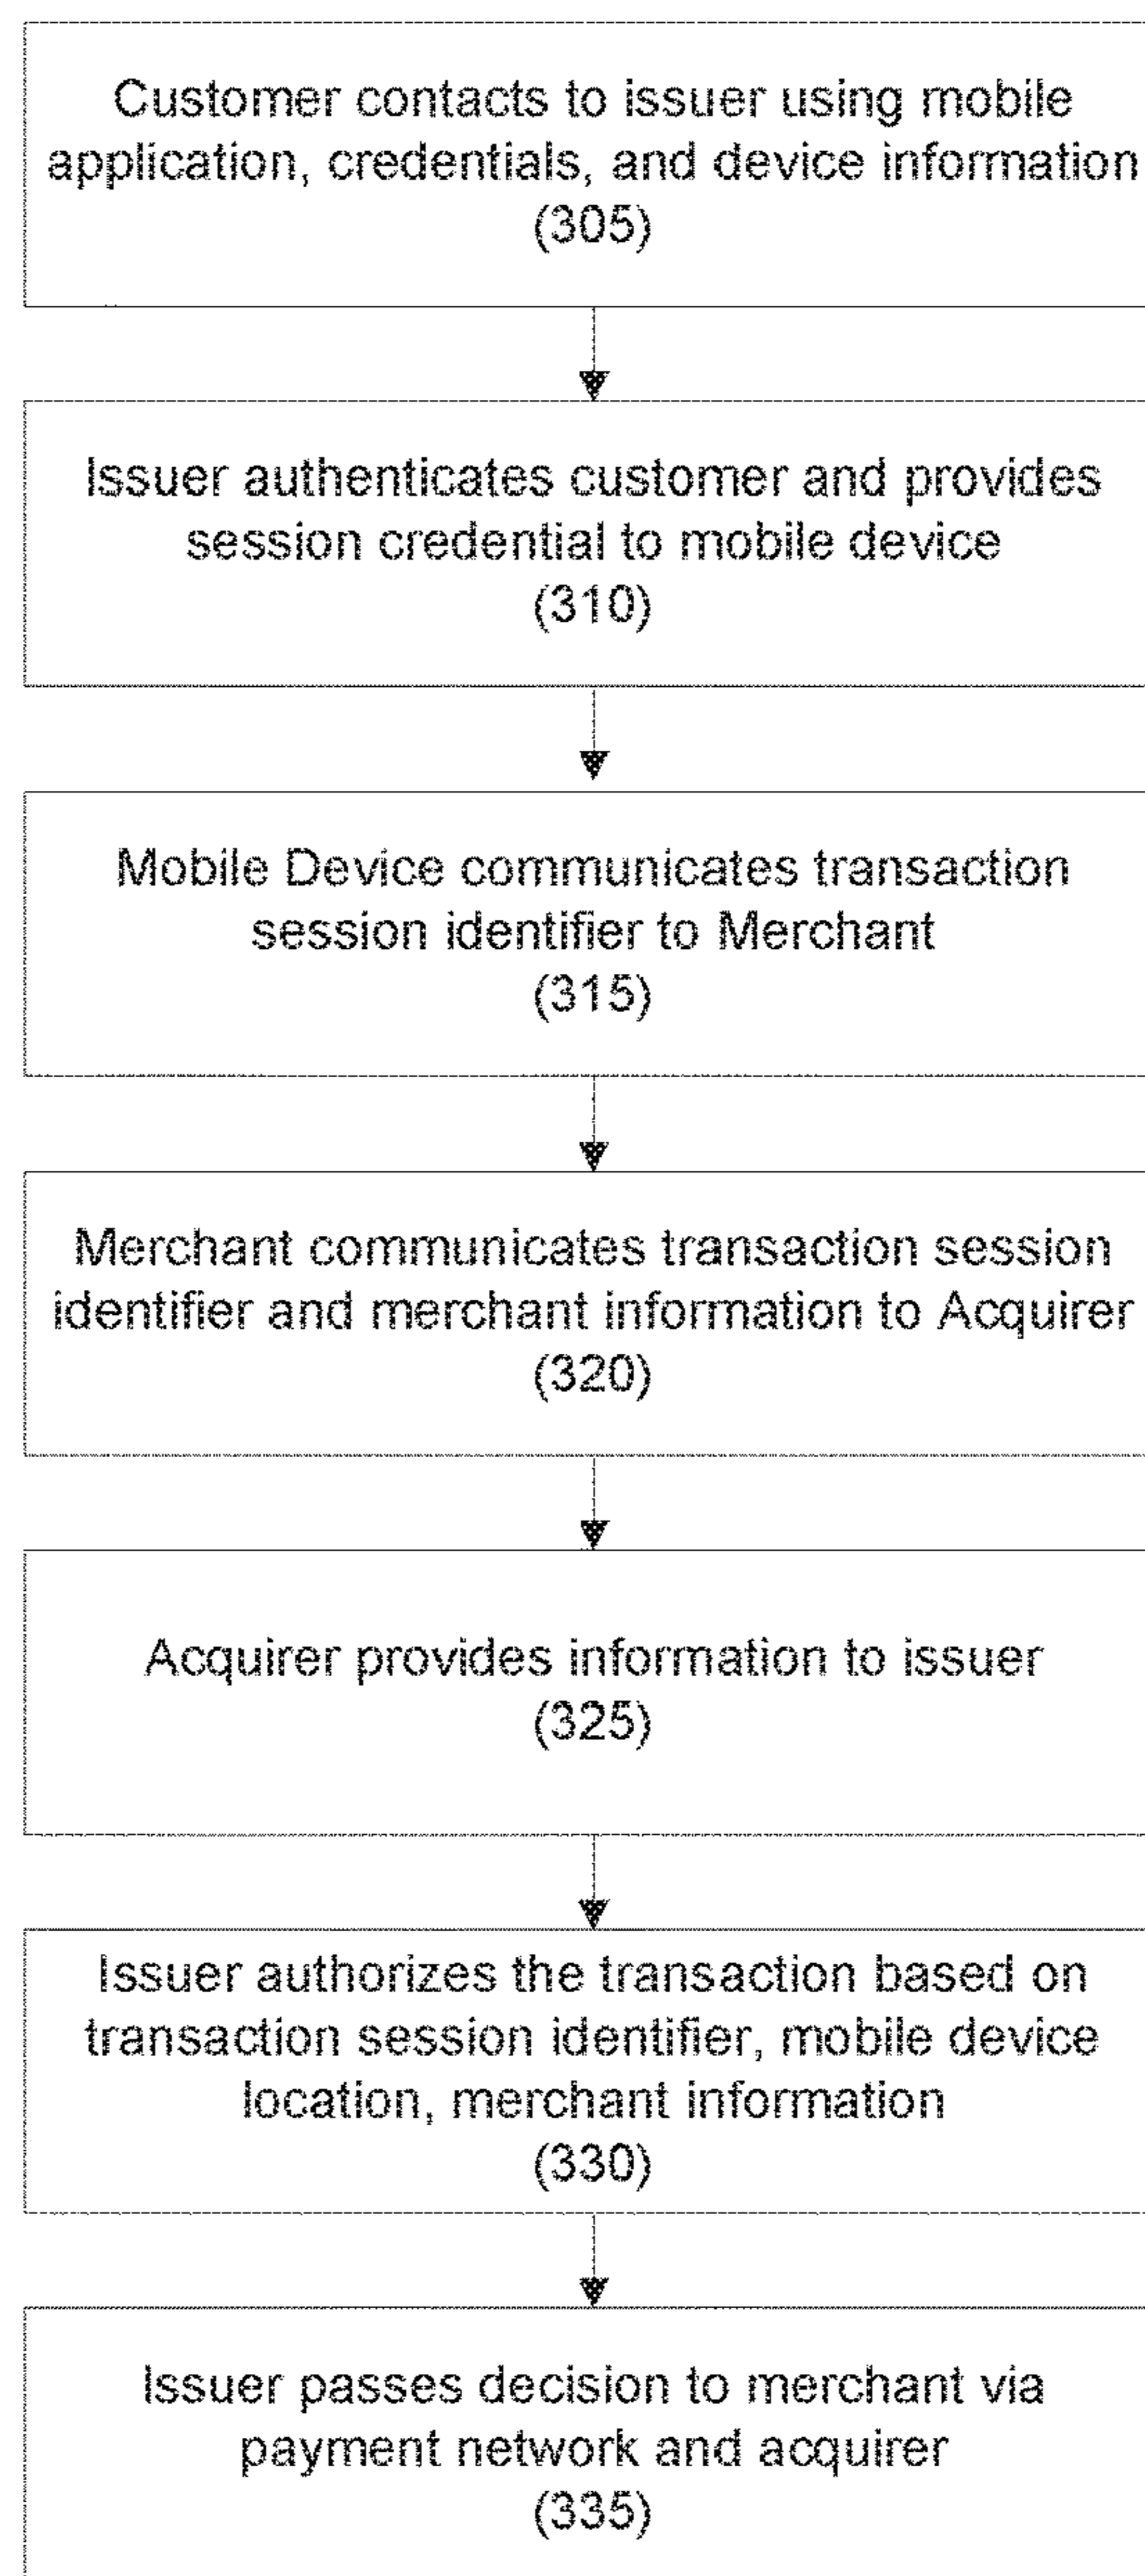 Customer contacts to issuer using mobile
application, credentials, and device information
(305)
Issuer authenticates customer and provides
session credential to mobile device
(310)
Mobile Device communicates transaction
session identifier to Merchant
(315)
Merchant communicates transaction session
identifier and merchant information to Acquirer
(320)
Acquirer provides information to issuer
(325)
Issuer authorizes the transaction based on
transaction session identifier, mobile device
location, merchant information
(330)
Issuer passes decision to merchant via
payment network and acquirer
(335)